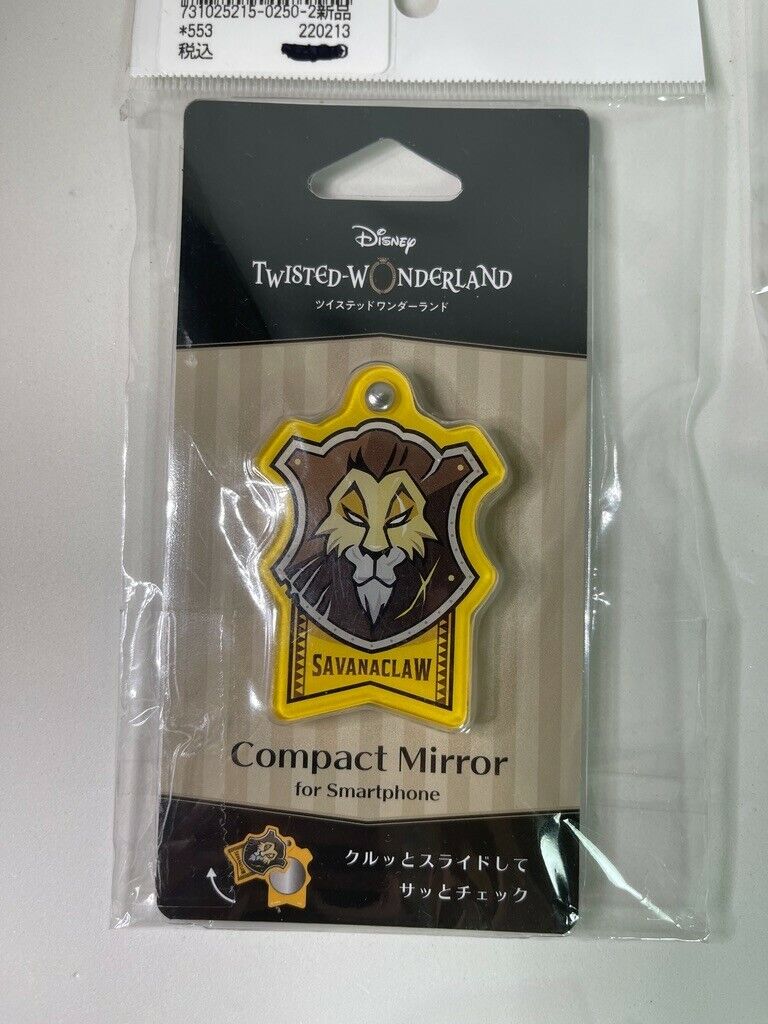 731025215-0250-2新品
*553 220213
税込
Disney
TWISTED-WONDERLAND
ツイステッドワンダーランド
SAVANACLAW
Compact Mirror
for Smartphone
クルッとスライドして
サッとチェック